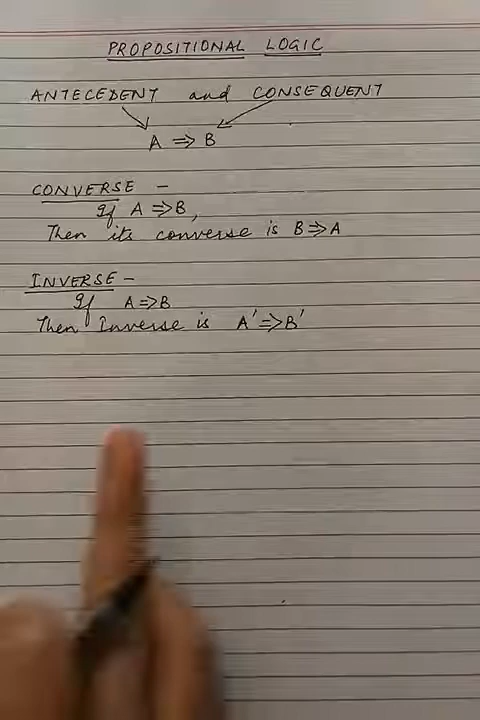 PROPOSITIONAL LOGIC
ANTECEDENT and CONSEQUENT
A ⇒ B
CONVERSE –
If A ⇒ B,
Then its converse is B ⇒ A
INVERSE –
If A ⇒ B
Then Inverse is A' ⇒ B'